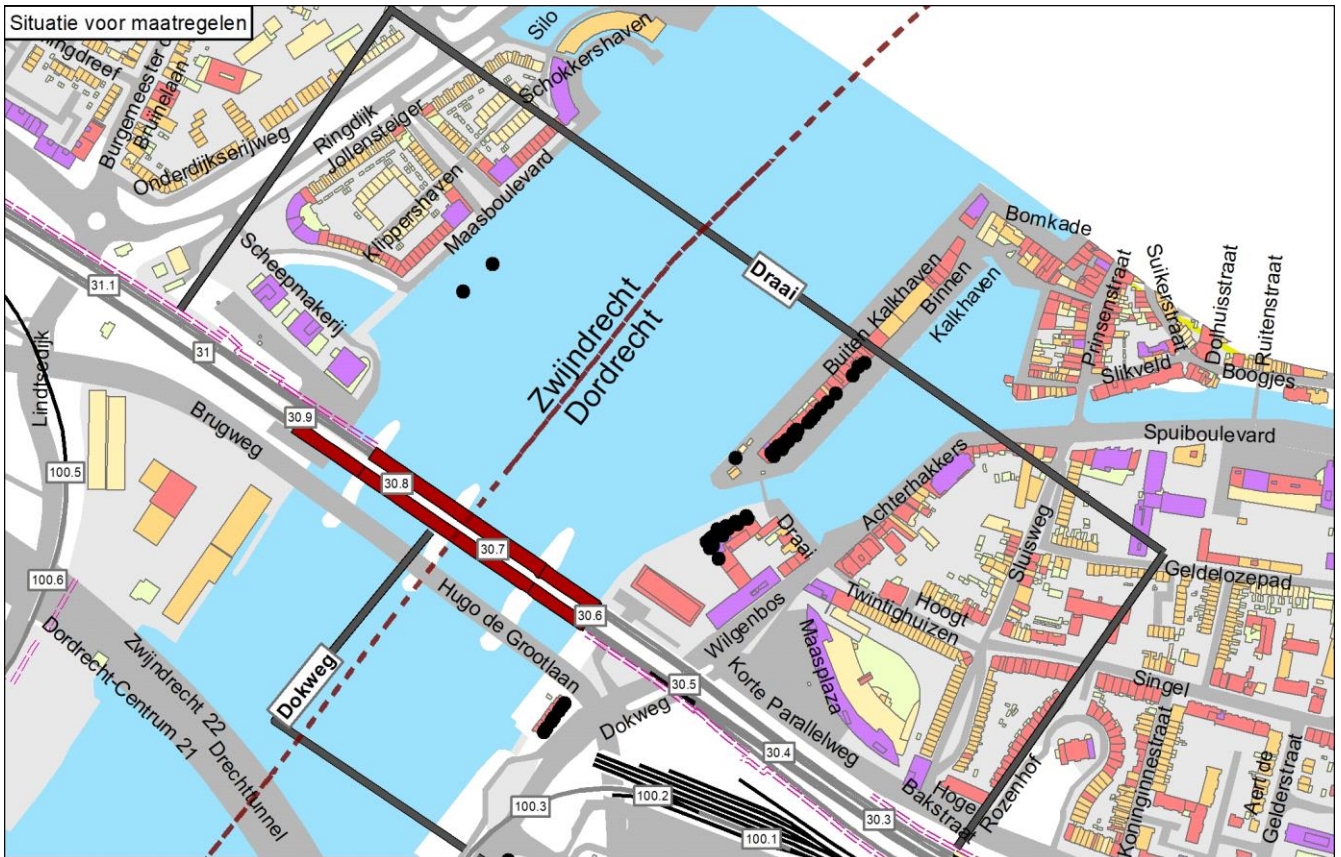 Situatie voor maatregelen
Silo
Schokkershaven
Burgemeester
Bruïnelaan
Ringdijk
Jollensteiger
Onderdijkserijweg
Klippershaven
Maasboulevard
Scheepmakerij
Zwijndrecht
Dordrecht
Draai
Bomkade
Buiten Kalkhaven
Binnen
Kalkhaven
Prinsenstraat
Suikerstraat
Dolhuisstraat
Ruitenstraat
Slikveld
Boogjes
Spuiboulevard
31.1
31
30.9
30.8
30.7
30.6
30.5
30.4
30.3
Lindtsedijk
Brugweg
100.5
100.6
Hugo de Grootlaan
Dokweg
Dokweg
Draai
Achterhakkers
Sluisweg
Geldelozepad
Hoogt
Twintighuizen
Wilgenbos
Maasplaza
Korte Parallelweg
Singel
Dordrecht-Centrum 21
Zwijndrecht 22
Drechttunnel
100.3
100.2
100.1
Bakstraat
Hoge
Rozenhof
Koninginnestraat
Aert de
Gelderstraat